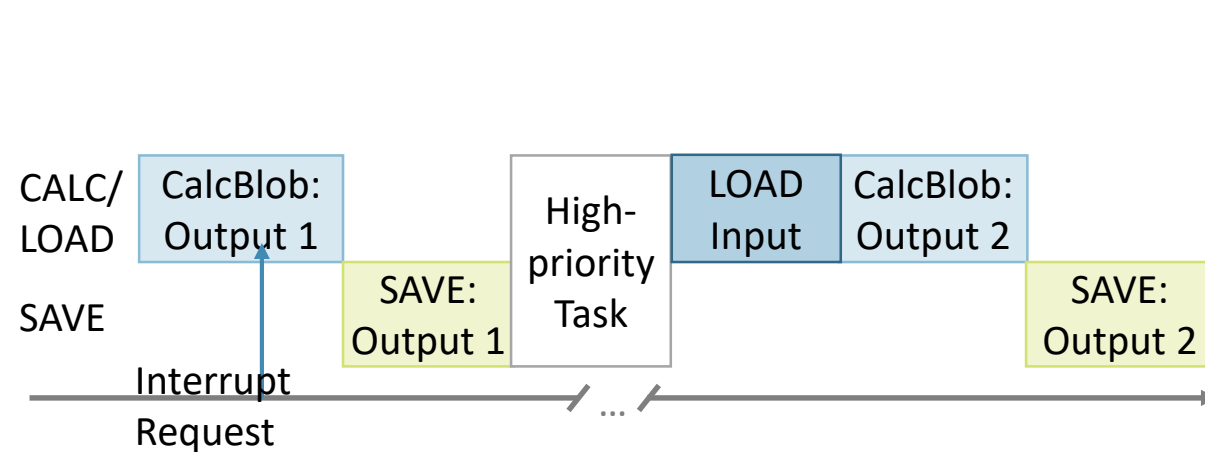 CALC/
LOAD
CalcBlob:
Output 1
High-
priority
Task
LOAD
Input
CalcBlob:
Output 2
SAVE
SAVE:
Output 1
SAVE:
Output 2
Interrupt
Request
...